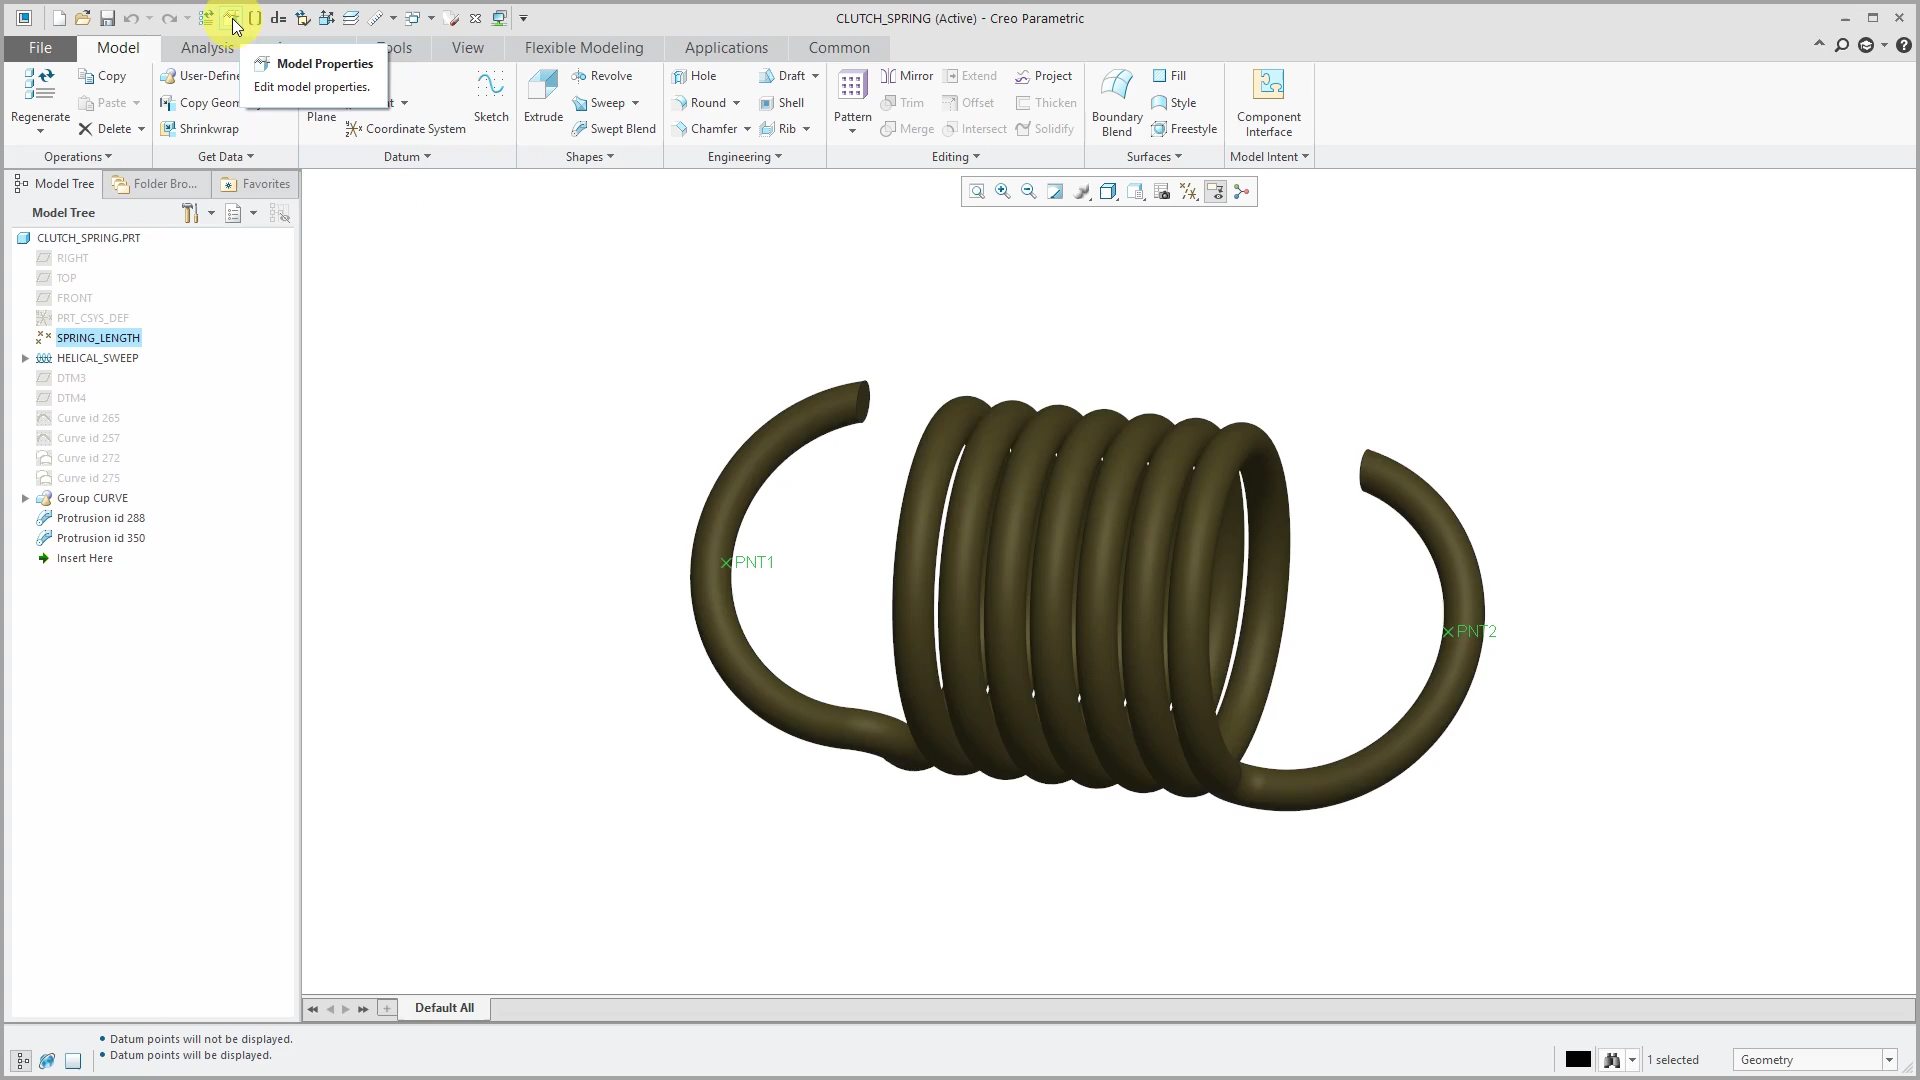 CLUTCH_SPRING (Active) - Creo Parametric
d=
File
Model
Analysis
Tools
View
Flexible Modeling
Applications
Common
Model Properties
Edit model properties.
Regenerate
Copy
Paste
Delete
User-Define
Copy Geom
Shrinkwrap
Plane
Coordinate System
Sketch
Extrude
Revolve
Sweep
Swept Blend
Hole
Round
Chamfer
Draft
Shell
Rib
Pattern
Mirror
Trim
Merge
Extend
Offset
Intersect
Project
Thicken
Solidify
Boundary
Blend
Fill
Style
Freestyle
Component
Interface
Operations
Get Data
Datum
Shapes
Engineering
Editing
Surfaces
Model Intent
Model Tree
Folder Bro...
Favorites
Model Tree
CLUTCH_SPRING.PRT
RIGHT
TOP
FRONT
PRT_CSYS_DEF
SPRING_LENGTH
HELICAL_SWEEP
DTM3
DTM4
Curve id 265
Curve id 257
Curve id 272
Curve id 275
Group CURVE
Protrusion id 288
Protrusion id 350
Insert Here
PNT1
PNT2
Default All
Datum points will not be displayed.
Datum points will be displayed.
1 selected
Geometry